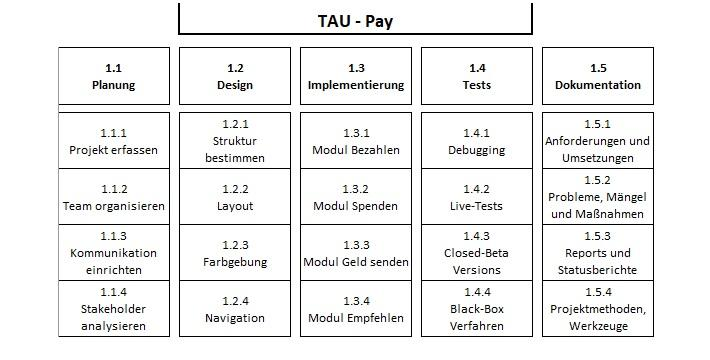 TAU - Pay
1.1
Planung
1.2
Design
1.3
Implementierung
1.4
Tests
1.5
Dokumentation
1.1.1
Projekt erfassen
1.2.1
Struktur
bestimmen
1.3.1
Modul Bezahlen
1.4.1
Debugging
1.5.1
Anforderungen und
Umsetzungen
1.1.2
Team organisieren
1.2.2
Layout
1.3.2
Modul Spenden
1.4.2
Live-Tests
1.5.2
Probleme, Mängel
und Maßnahmen
1.1.3
Kommunikation
einrichten
1.2.3
Farbgebung
1.3.3
Modul Geld senden
1.4.3
Closed-Beta
Versions
1.5.3
Reports und
Statusberichte
1.1.4
Stakeholder
analysieren
1.2.4
Navigation
1.3.4
Modul Empfehlen
1.4.4
Black-Box
Verfahren
1.5.4
Projektmethoden,
Werkzeuge